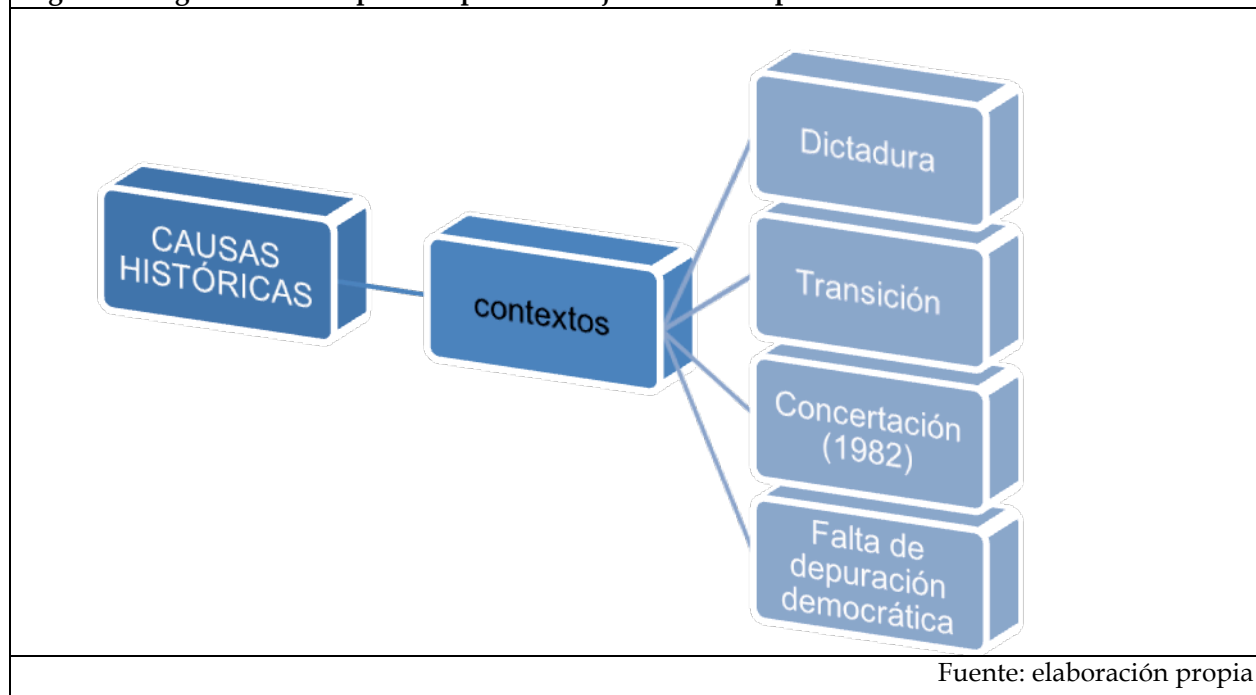 CAUSAS
HISTÓRICAS
contextos
Dictadura
Transición
Concertación
(1982)
Falta de
depuración
democrática
Fuente: elaboración propia